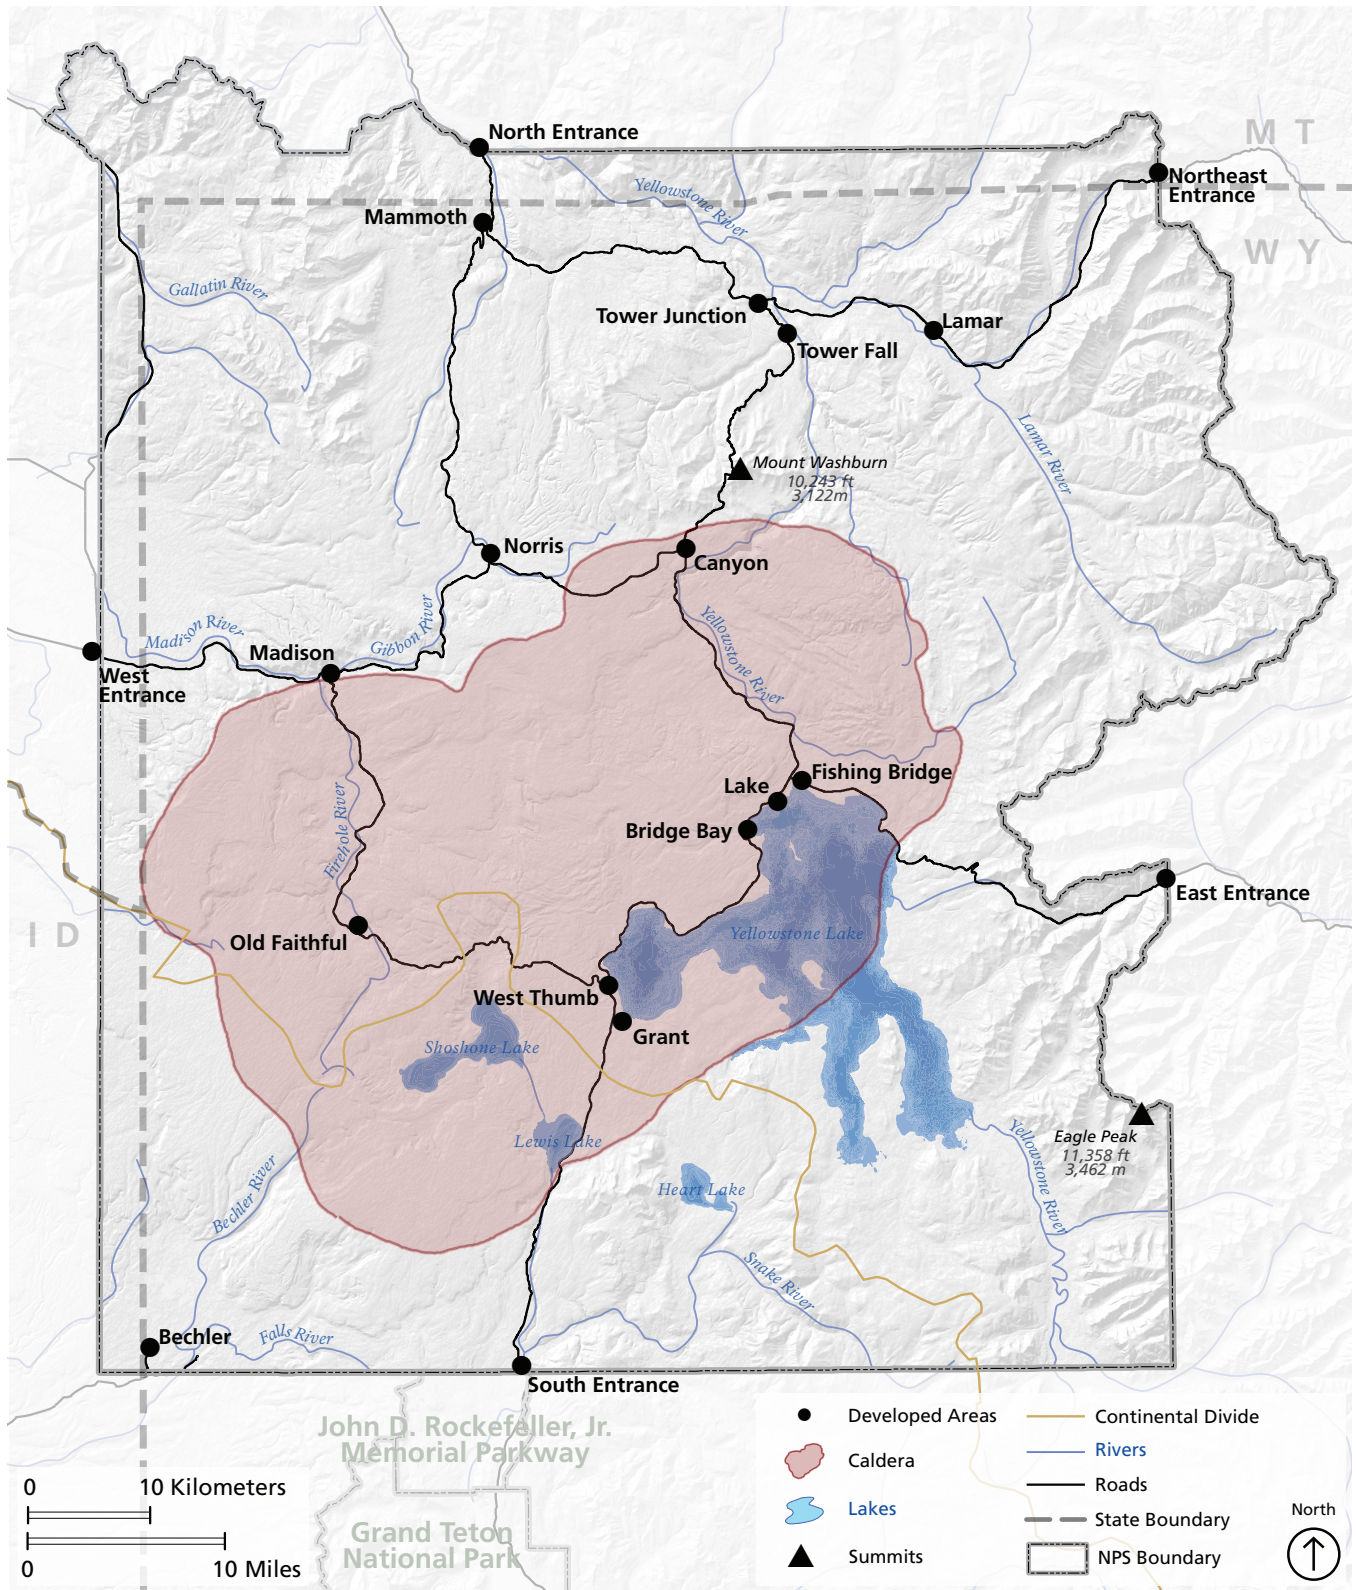 North Entrance
M T
Northeast
Entrance
Yellowstone River
Mammoth
W Y
Gallatin River
Tower Junction
Lamar
Tower Fall
Lamar River
Mount Washburn
10,243 ft
3,122m
Norris
Canyon
Gibbon River
Madison River
Madison
Yellowstone River
West
Entrance
Fishing Bridge
Lake
Firehole River
Bridge Bay
East Entrance
I D
Old Faithful
Yellowstone Lake
West Thumb
Grant
Shoshone Lake
Lewis Lake
Eagle Peak
11,358 ft
3,462 m
Yellowstone River
Bechler River
Heart Lake
Snake River
Bechler
Falls River
South Entrance
John D. Rockefeller, Jr.
Memorial Parkway
Grand Teton
National Park
0 10 Kilometers
0 10 Miles
Developed Areas
Caldera
Lakes
Summits
Continental Divide
Rivers
Roads
State Boundary
NPS Boundary
North